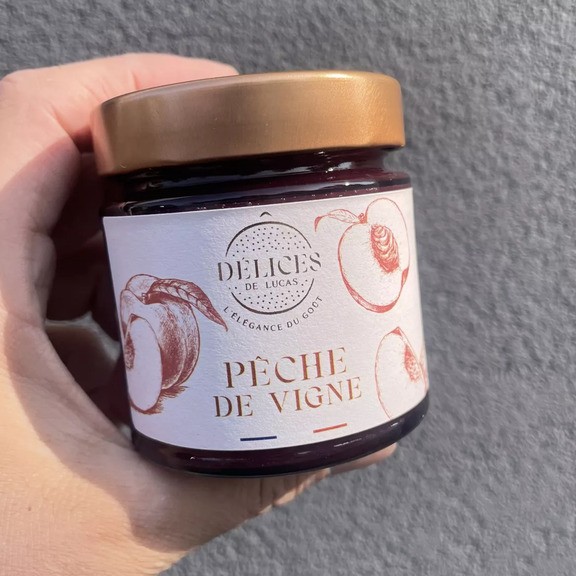 DÉLICES
DE LUCAS
L'ÉLÉGANCE DU GOÛT
PÊCHE
DE VIGNE